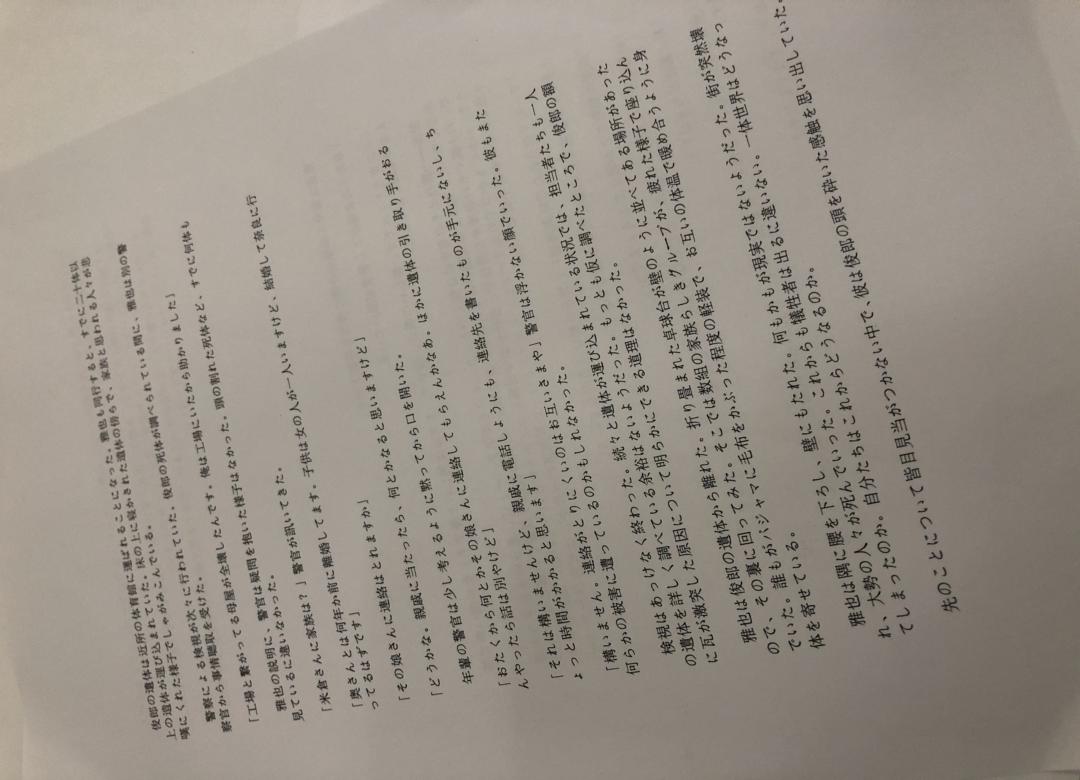 俊郎の遺体は近所の体育館に運ばれることになった。雅也も同行すると、すでに二十体以
上の遺体が運び込まれていた。床の上に寝かされた遺体の傍らで、家族と思われる人々が悲
嘆にくれた様子でしゃがみこんでいる。
警察による検視が次々に行われていた。俊郎の死体が調べられている間に、雅也は別の警
察官から事情聴取を受けた。
「工場と繋がってる母屋が全壊したんです。俺は工場にいたから助かりました」
雅也の説明に、警官は疑問を抱いた様子はなかった。頭の割れた死体など、すでに何体も
見ているに違いなかった。
「米倉さんに家族は?」警官が訊いてきた。
「奥さんとは何年か前に離婚してます。子供は女の人が一人いますけど、結婚して奈良に行
ってるはずです」
「その娘さんに連絡はとれますか」
「どうかな。親戚に当たったら、何とかなると思いますけど」
年輩の警官は少し考えるように黙ってから口を開いた。
「おたくから何とかその娘さんに連絡してもらえんかなあ。ほかに遺体の引き取り手がおる
んやったら話は別やけど」
「それは構いませんけど、親戚に電話しようにも、連絡先を書いたものが手元にないし、ち
ょっと時間がかかると思います」
「構いません。連絡がとりにくいのはお互いさまや」警官は浮かない顔でいった。彼もまた
何らかの被害に遭っているのかもしれなかった。
検視はあっけなく終わった。続々と遺体が運び込まれている状況では、担当者たちも一人
の遺体を詳しく調べている余裕はないようだった。もっとも仮に調べたところで、俊郎の額
に瓦が激突した原因について明らかにできる道理はなかった。
雅也は俊郎の遺体から離れた。折り畳まれた卓球台が壁のように並べてある場所があった
ので、その裏に回ってみた。そこでは数組の家族らしきグループが、疲れた様子で座り込ん
でいた。誰もがパジャマに毛布をかぶった程度の軽装で、お互いの体温で暖め合うように身
体を寄せている。
雅也は隅に腰を下ろし、壁にもたれた。何もかもが現実ではないようだった。街が突然壊
れ、大勢の人々が死んでいった。これからも犠牲者は出るに違いない。一体世界はどうなっ
てしまったのか。自分たちはこれからどうなるのか。
先のことについて皆目見当がつかない中で、彼は俊郎の頭を砕いた感触を思い出していた。